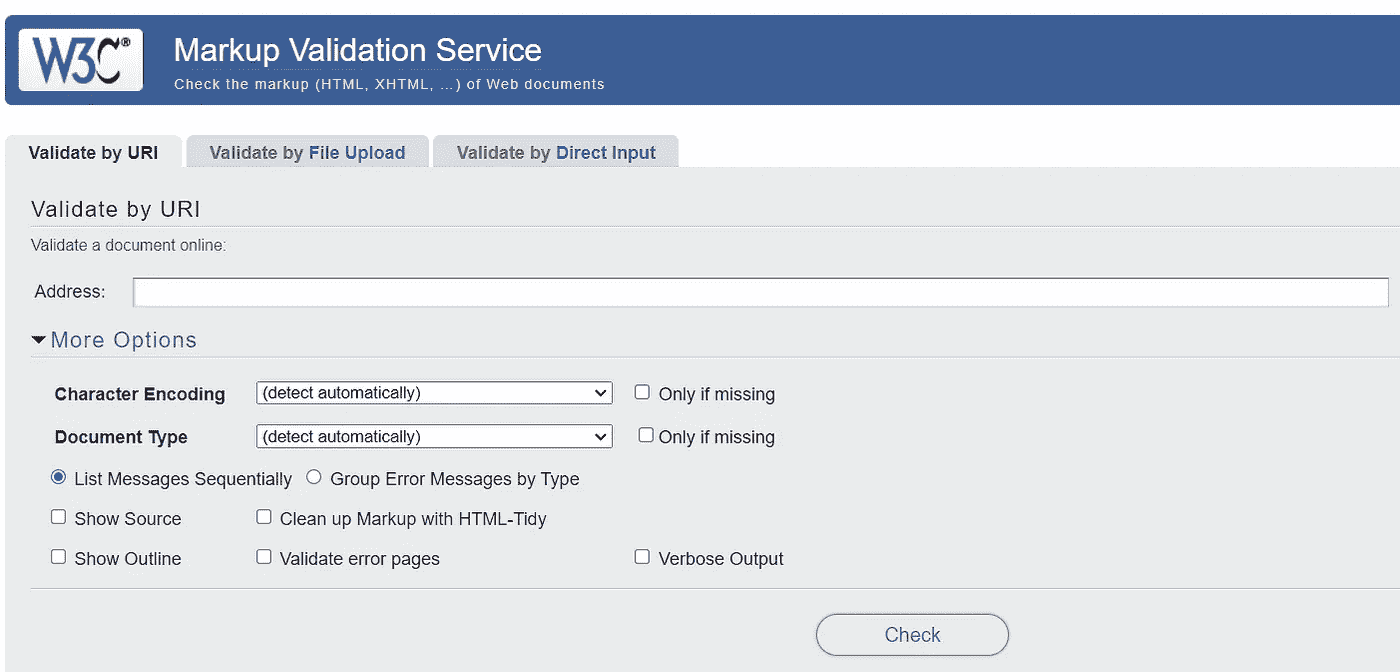 W3C®
Markup Validation Service
Check the markup (HTML, XHTML, …) of Web documents
Validate by URI Validate by File Upload Validate by Direct Input
Validate by URI
Validate a document online:
Address:
More Options
Character Encoding (detect automatically) Only if missing
Document Type (detect automatically) Only if missing
List Messages Sequentially Group Error Messages by Type
Show Source Clean up Markup with HTML-Tidy
Show Outline Validate error pages Verbose Output
Check